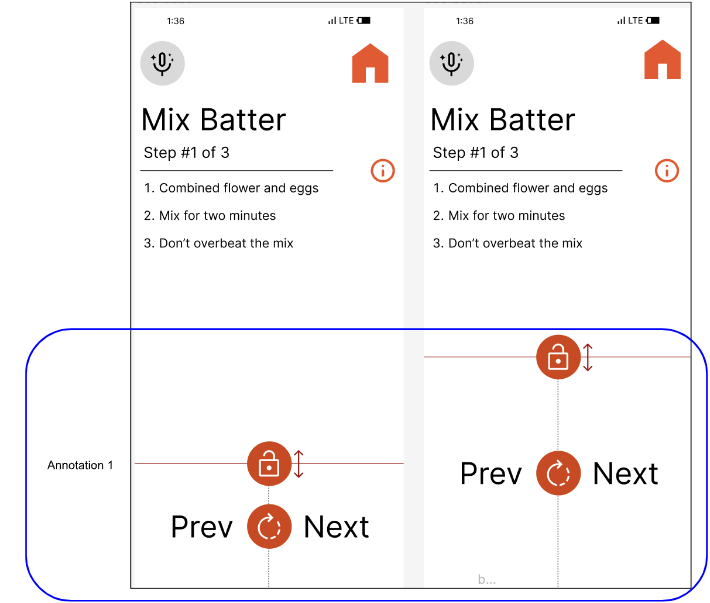 1:36
LTE
Mix Batter
Step #1 of 3
1. Combined flower and eggs
2. Mix for two minutes
3. Don't overbeat the mix
Prev
Next
1:36
LTE
Mix Batter
Step #1 of 3
1. Combined flower and eggs
2. Mix for two minutes
3. Don't overbeat the mix
Prev
Next
b...
Annotation 1